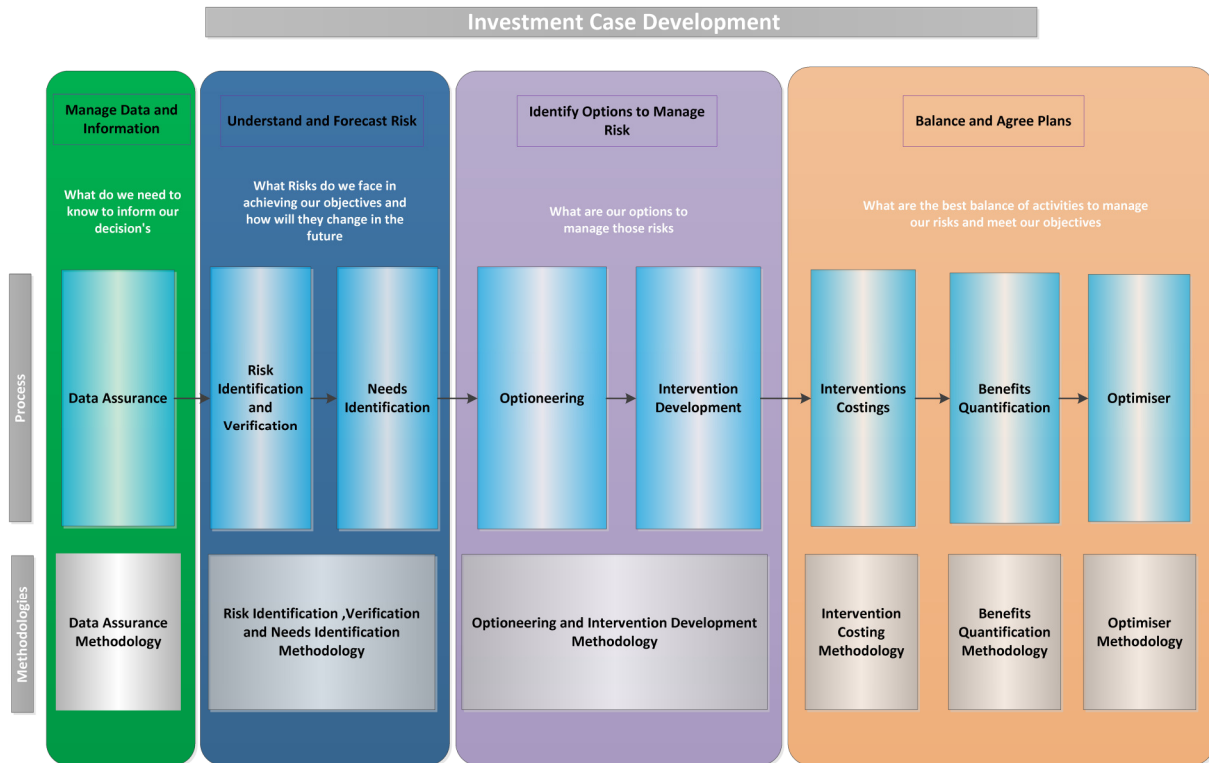 Investment Case Development
Manage Data and
Information
Understand and Forecast Risk
Identify Options to Manage
Risk
Balance and Agree Plans
What do we need to
know to inform our
decision's
What Risks do we face in
achieving our objectives and
how will they change in the
future
What are our options to
manage those risks
What are the best balance of activities to manage
our risks and meet our objectives
Process
Data Assurance
Risk
Identification
and
Verification
Needs
Identification
Optioneering
Intervention
Development
Interventions
Costings
Benefits
Quantification
Optimiser
Methodologies
Data Assurance
Methodology
Risk Identification ,Verification
and Needs Identification
Methodology
Optioneering and Intervention Development
Methodology
Intervention
Costing
Methodology
Benefits
Quantification
Methodology
Optimiser
Methodology